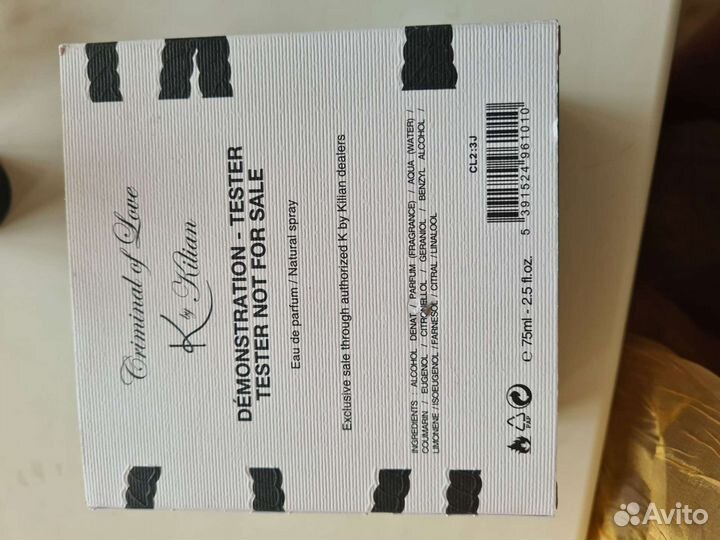 Criminal of Love
K by Kilian
DÉMONSTRATION - TESTER
TESTER NOT FOR SALE
Eau de parfum / Natural spray
Exclusive sale through authorized K by Kilian dealers
INGREDIENTS : ALCOHOL DENAT / PARFUM (FRAGRANCE) / AQUA (WATER) /
COUMARIN / EUGENOL / CITRONELLOL / GERANIOL / BENZYL ALCOHOL /
LIMONENE / ISOEUGENOL / FARNESOL / CITRAL / LINALOOL
CL2:3J
5 391524 961010
PAP
e 75ml - 2.5 fl.oz.
Avito